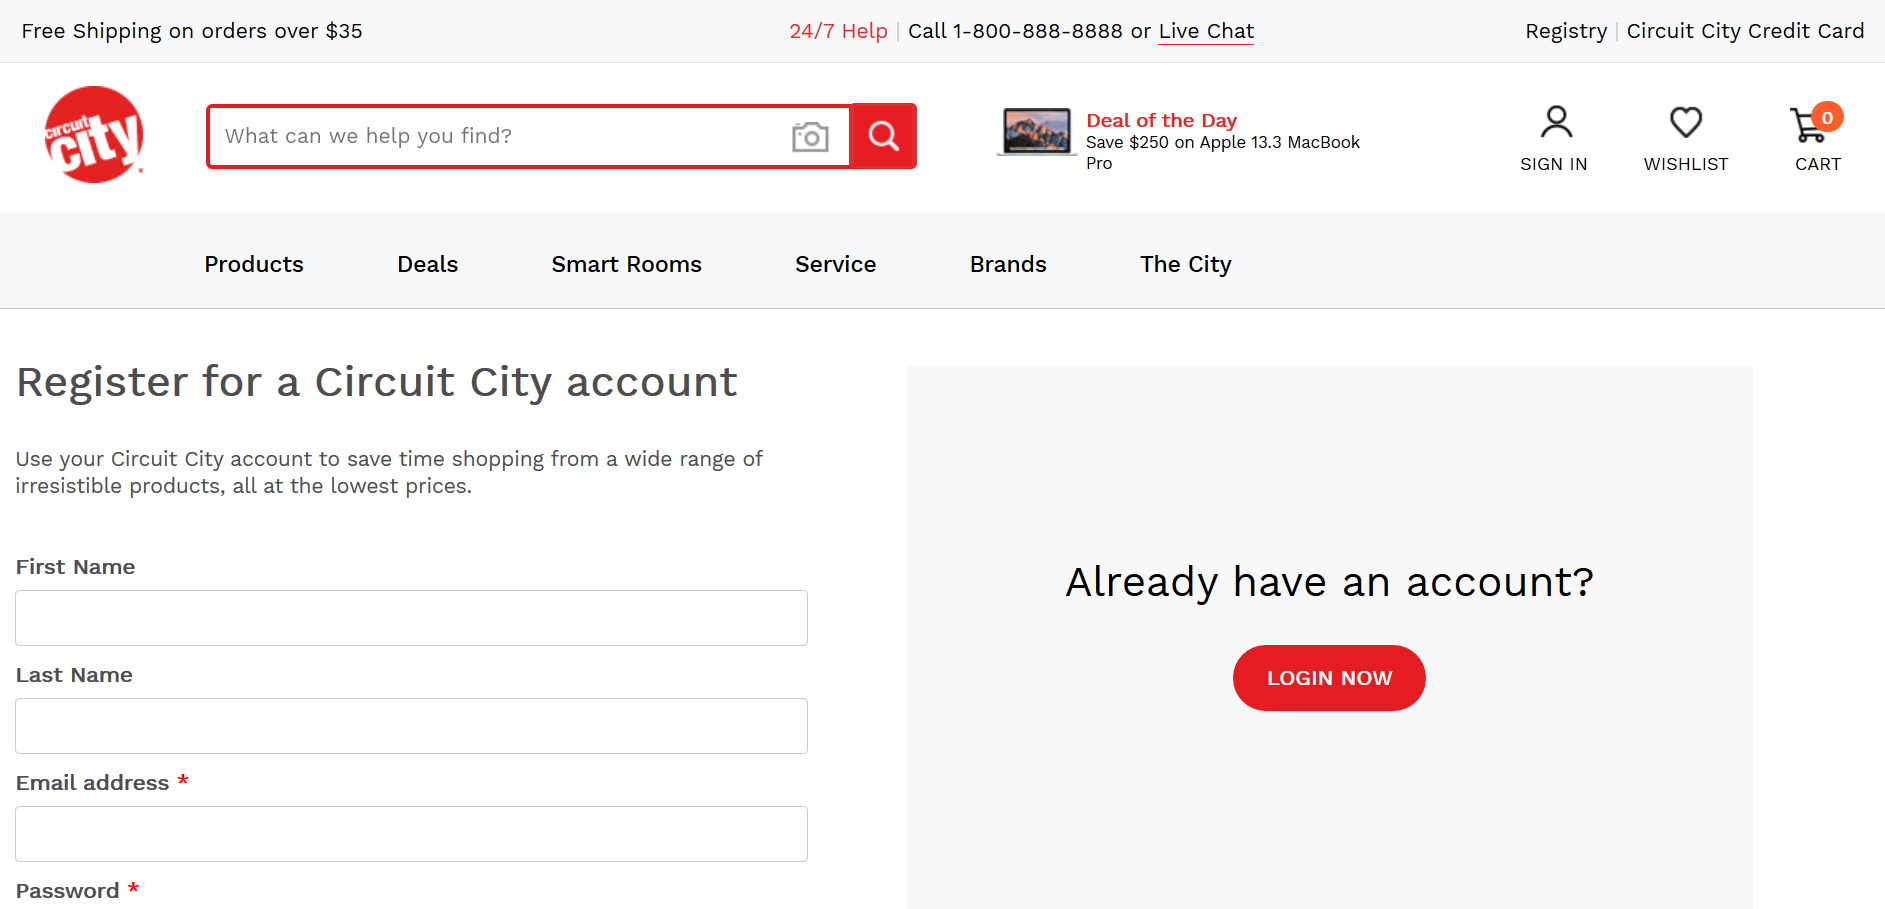 Free Shipping on orders over $35
24/7 Help | Call 1-800-888-8888 or Live Chat
Registry | Circuit City Credit Card
circuit
city
What can we help you find?
Deal of the Day
Save $250 on Apple 13.3 MacBook
Pro
SIGN IN
WISHLIST
0
CART
Products
Deals
Smart Rooms
Service
Brands
The City
Register for a Circuit City account
Use your Circuit City account to save time shopping from a wide range of
irresistible products, all at the lowest prices.
First Name
Last Name
Email address *
Password *
Already have an account?
LOGIN NOW